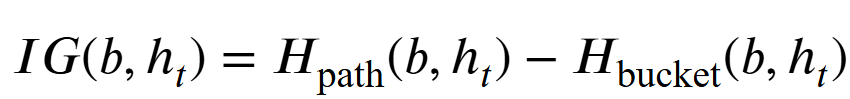 IG(b, h_t) = H_path(b, h_t) − H_bucket(b, h_t)